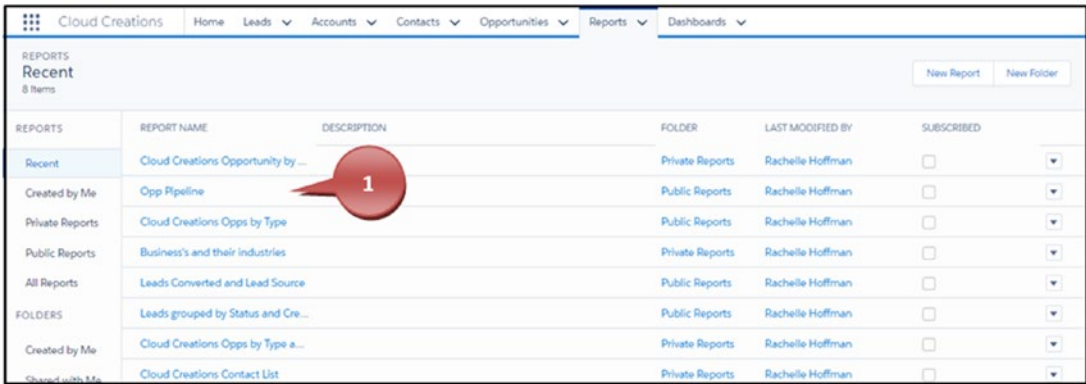 Cloud Creations Home Leads Accounts Contacts Opportunities Reports Dashboards
REPORTS
Recent
8 Items
New Report New Folder
REPORTS REPORT NAME DESCRIPTION FOLDER LAST MODIFIED BY SUBSCRIBED
Recent Cloud Creations Opportunity by ... Private Reports Rachelle Hoffman
1
Created by Me Opp Pipeline Public Reports Rachelle Hoffman
Private Reports Cloud Creations Opps by Type Public Reports Rachelle Hoffman
Public Reports Business's and their industries Private Reports Rachelle Hoffman
All Reports Leads Converted and Lead Source Public Reports Rachelle Hoffman
FOLDERS Leads grouped by Status and Cre... Public Reports Rachelle Hoffman
Created by Me Cloud Creations Opps by Type a... Private Reports Rachelle Hoffman
Shared with Me Cloud Creations Contact List Private Reports Rachelle Hoffman